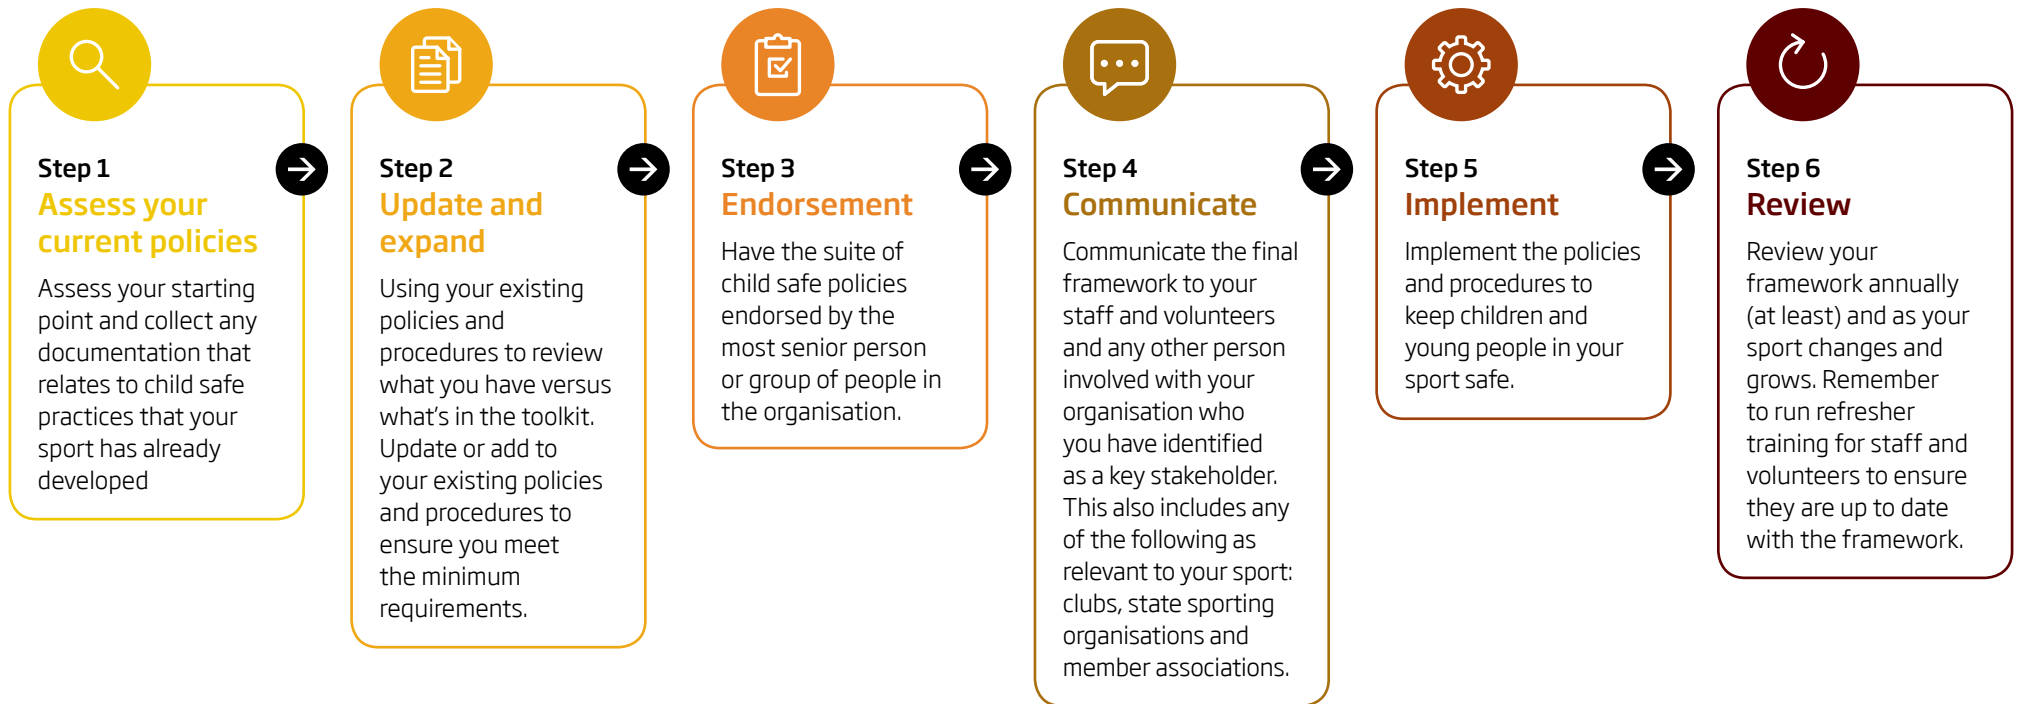 Step 1
Assess your
current policies
Assess your starting
point and collect any
documentation that
relates to child safe
practices that your
sport has already
developed
Step 2
Update and
expand
Using your existing
policies and
procedures to review
what you have versus
what's in the toolkit.
Update or add to
your existing policies
and procedures to
ensure you meet
the minimum
requirements.
Step 3
Endorsement
Have the suite of
child safe policies
endorsed by the
most senior person
or group of people in
the organisation.
Step 4
Communicate
Communicate the final
framework to your
staff and volunteers
and any other person
involved with your
organisation who
you have identified
as a key stakeholder.
This also includes any
of the following as
relevant to your sport:
clubs, state sporting
organisations and
member associations.
Step 5
Implement
Implement the policies
and procedures to
keep children and
young people in your
sport safe.
Step 6
Review
Review your
framework annually
(at least) and as your
sport changes and
grows. Remember
to run refresher
training for staff and
volunteers to ensure
they are up to date
with the framework.